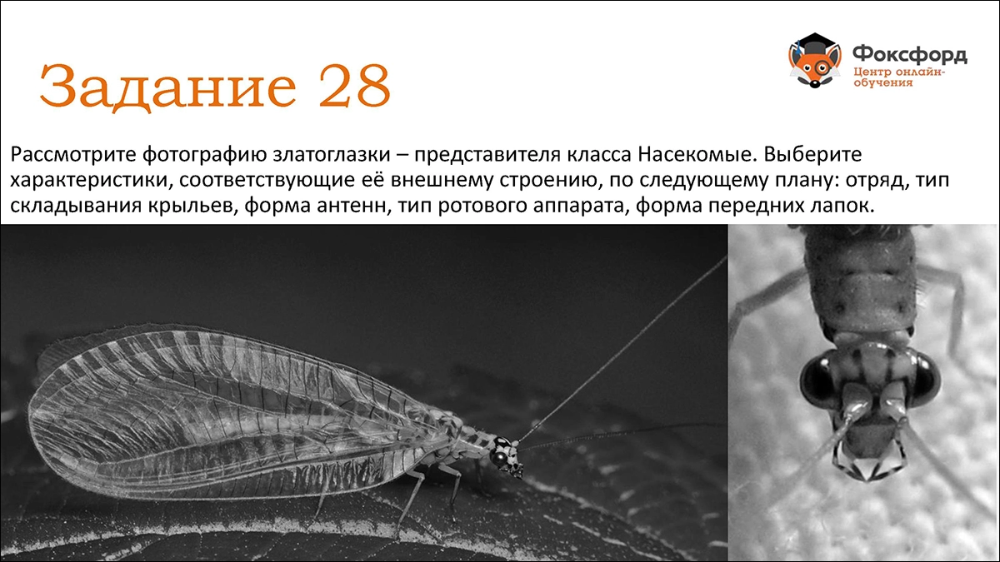 Задание 28
Фоксфорд
Центр онлайн-
обучения
Рассмотрите фотографию златоглазки – представителя класса Насекомые. Выберите
характеристики, соответствующие её внешнему строению, по следующему плану: отряд, тип
складывания крыльев, форма антенн, тип ротового аппарата, форма передних лапок.